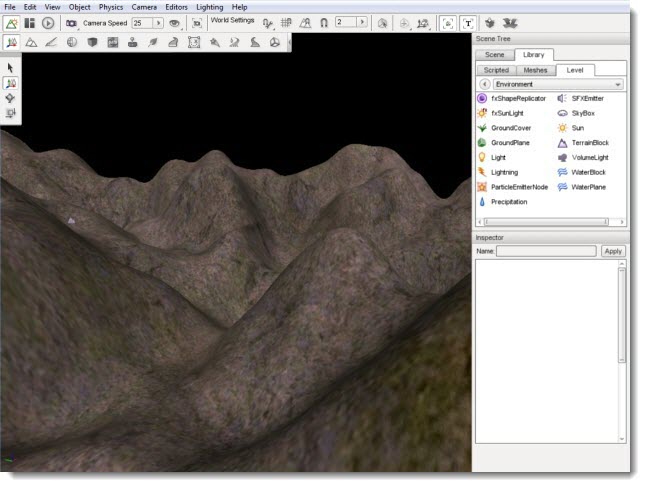 File Edit View Object Physics Camera Editors Lighting Help
Camera Speed 25 World Settings 2
T
Scene Tree
Scene Library
Scripted Meshes Level
Environment
fxShapeReplicator SFXEmitter
fxSunLight SkyBox
GroundCover Sun
GroundPlane TerrainBlock
Light VolumeLight
Lightning WaterBlock
ParticleEmitterNode WaterPlane
Precipitation
Inspector
Name Apply